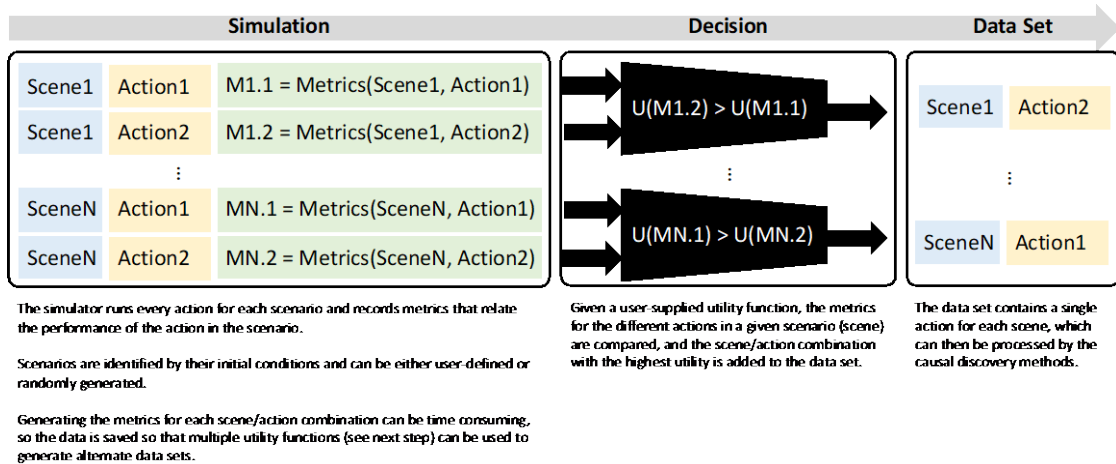 Simulation
Decision
Data Set
Scene1 Action1 M1.1 = Metrics(Scene1, Action1)
Scene1 Action2 M1.2 = Metrics(Scene1, Action2)
...
SceneN Action1 MN.1 = Metrics(SceneN, Action1)
SceneN Action2 MN.2 = Metrics(SceneN, Action2)
U(M1.2) > U(M1.1)
...
U(MN.1) > U(MN.2)
Scene1 Action2
...
SceneN Action1
The simulator runs every action for each scenario and records metrics that relate
the performance of the action in the scenario.
Scenarios are identified by their initial conditions and can be either user-defined or
randomly generated.
Generating the metrics for each scene/action combination can be time consuming,
so the data is saved so that multiple utility functions (see next step) can be used to
generate alternate data sets.
Given a user-supplied utility function, the metrics
for the different actions in a given scenario (scene)
are compared, and the scene/action combination
with the highest utility is added to the data set.
The data set contains a single
action for each scene, which
can then be processed by the
causal discovery methods.